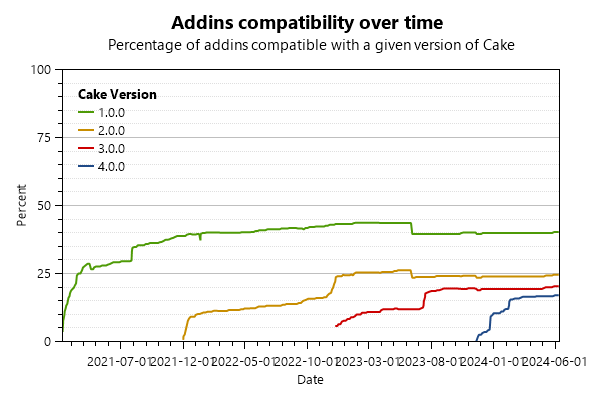 Addins compatibility over time
Percentage of addins compatible with a given version of Cake
100
75
50
25
0
Percent
Cake Version
1.0.0
2.0.0
3.0.0
4.0.0
2021-07-01 2021-12-01 2022-05-01 2022-10-01 2023-03-01 2023-08-01 2024-01-01 2024-06-01
Date